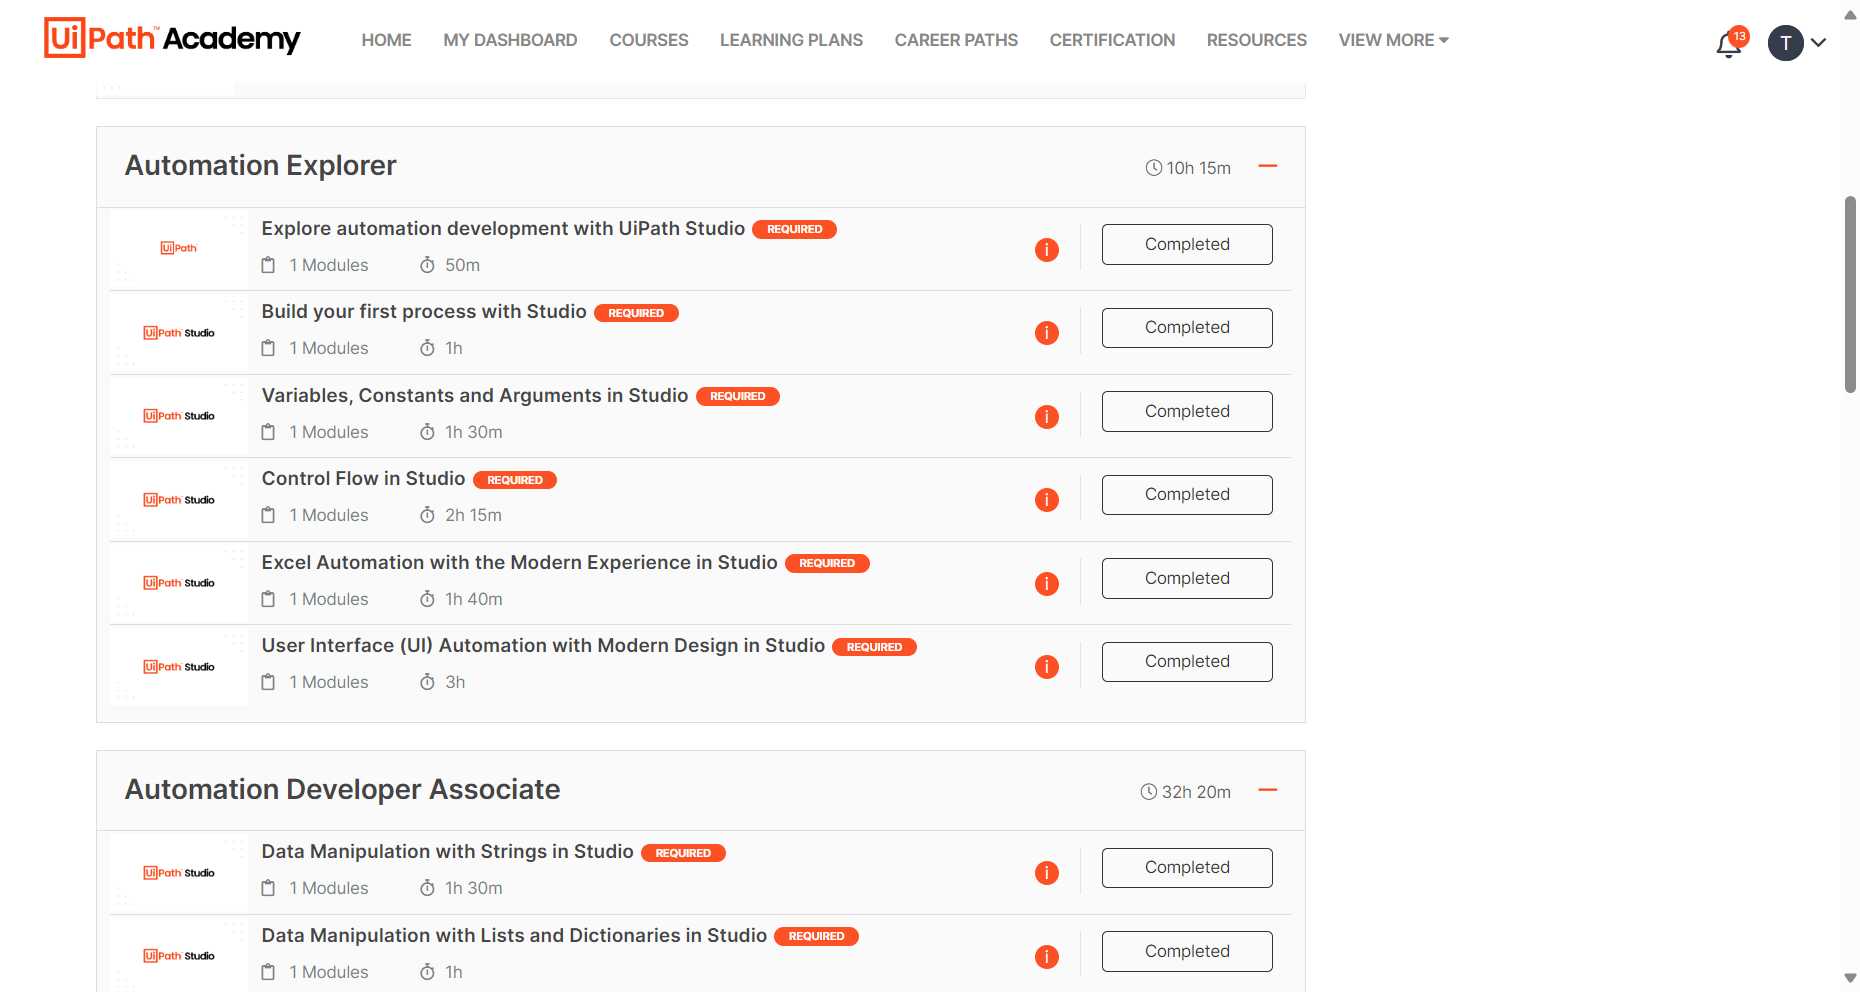 UiPath™ Academy
HOME MY DASHBOARD COURSES LEARNING PLANS CAREER PATHS CERTIFICATION RESOURCES VIEW MORE
13
T
Automation Explorer
10h 15m
UiPath
Explore automation development with UiPath Studio REQUIRED
1 Modules 50m
i
Completed
UiPath Studio
Build your first process with Studio REQUIRED
1 Modules 1h
i
Completed
UiPath Studio
Variables, Constants and Arguments in Studio REQUIRED
1 Modules 1h 30m
i
Completed
UiPath Studio
Control Flow in Studio REQUIRED
1 Modules 2h 15m
i
Completed
UiPath Studio
Excel Automation with the Modern Experience in Studio REQUIRED
1 Modules 1h 40m
i
Completed
UiPath Studio
User Interface (UI) Automation with Modern Design in Studio REQUIRED
1 Modules 3h
i
Completed
Automation Developer Associate
32h 20m
UiPath Studio
Data Manipulation with Strings in Studio REQUIRED
1 Modules 1h 30m
i
Completed
UiPath Studio
Data Manipulation with Lists and Dictionaries in Studio REQUIRED
1 Modules 1h
i
Completed